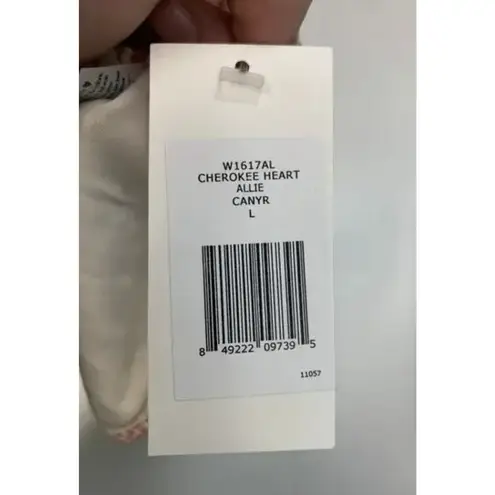 W1617AL
CHEROKEE HEART
ALLIE
CANYR
L
8 49222 09739 5
11057